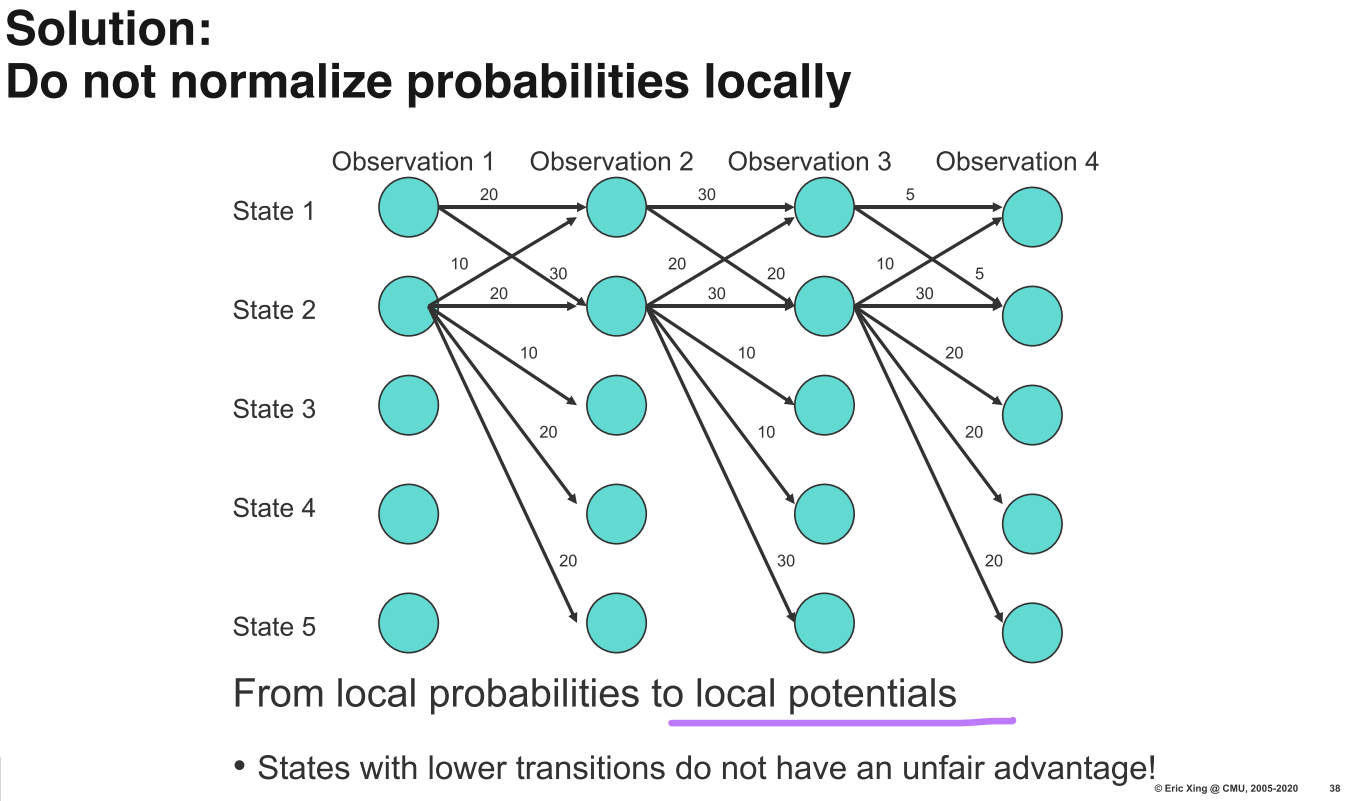 Solution:
Do not normalize probabilities locally
Observation 1 Observation 2 Observation 3 Observation 4
20 30 5
State 1
10 30 20 20 10 5
20 30 30
State 2
10 10 20
State 3
20 10 20
State 4
20 30 20
State 5
From local probabilities to local potentials
• States with lower transitions do not have an unfair advantage!
© Eric Xing @ CMU, 2005-2020 38